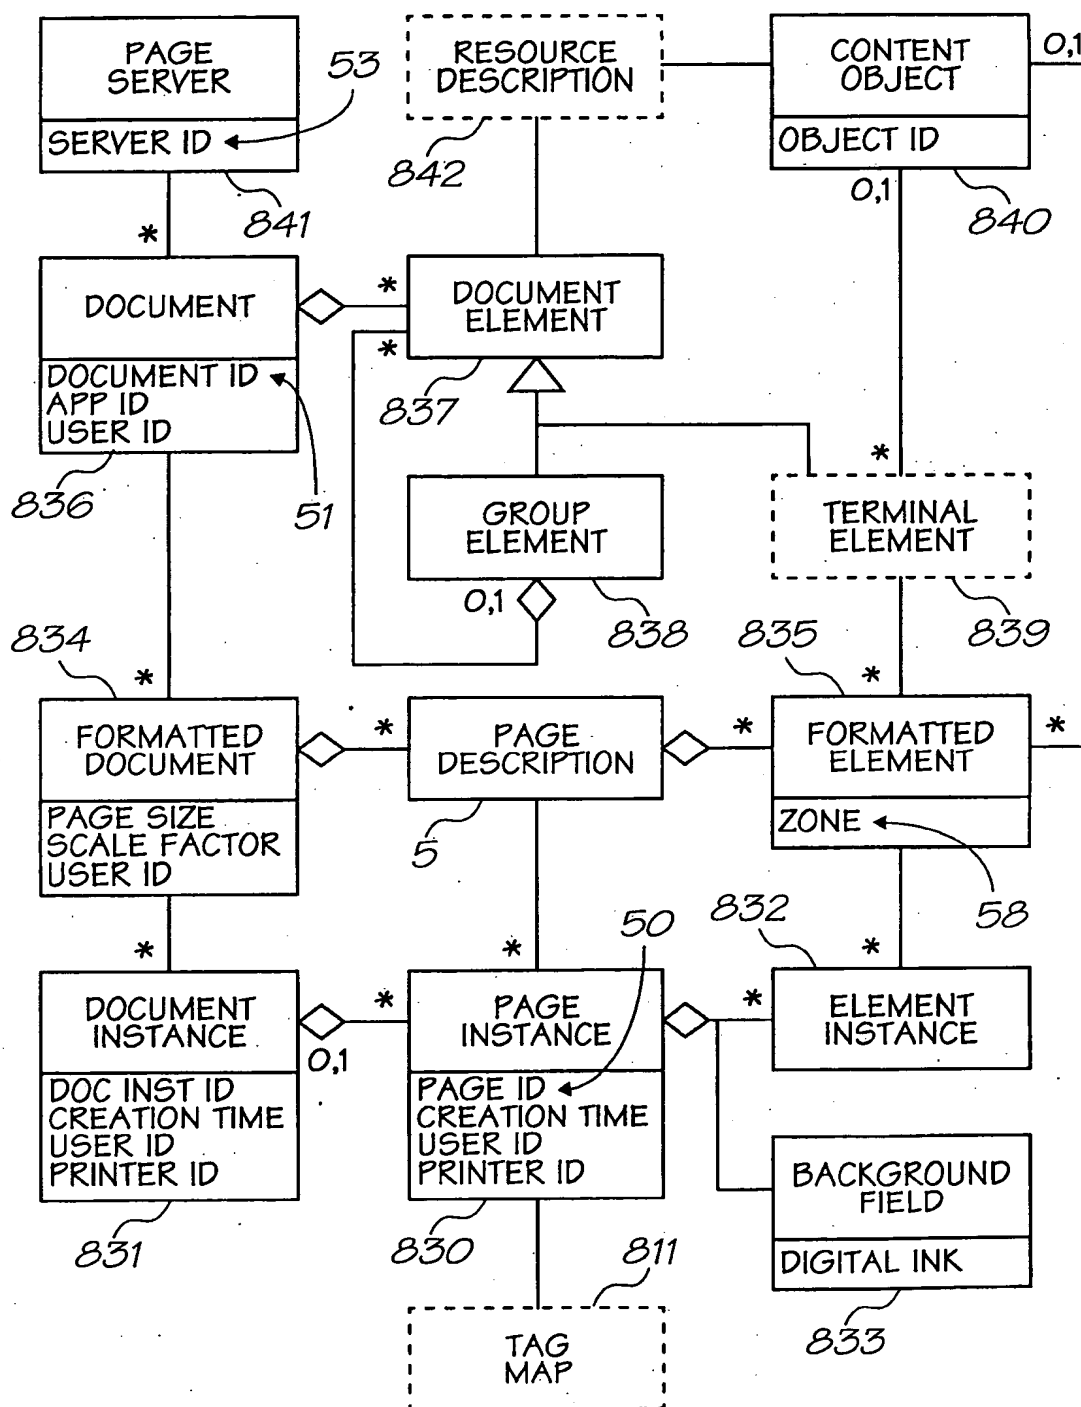 PAGE
SERVER
SERVER ID
53
841
*
RESOURCE
DESCRIPTION
842
CONTENT
OBJECT
OBJECT ID
0,1
0,1
840
DOCUMENT
DOCUMENT ID
APP ID
USER ID
836
51
*
*
DOCUMENT
ELEMENT
837
GROUP
ELEMENT
0,1
838
*
TERMINAL
ELEMENT
839
834
*
FORMATTED
DOCUMENT
PAGE SIZE
SCALE FACTOR
USER ID
*
PAGE
DESCRIPTION
5
*
835
*
FORMATTED
ELEMENT
ZONE
58
*
*
DOCUMENT
INSTANCE
DOC INST ID
CREATION TIME
USER ID
PRINTER ID
831
0,1
*
50
*
PAGE
INSTANCE
PAGE ID
CREATION TIME
USER ID
PRINTER ID
830
*
832
*
ELEMENT
INSTANCE
BACKGROUND
FIELD
DIGITAL INK
833
811
TAG
MAP